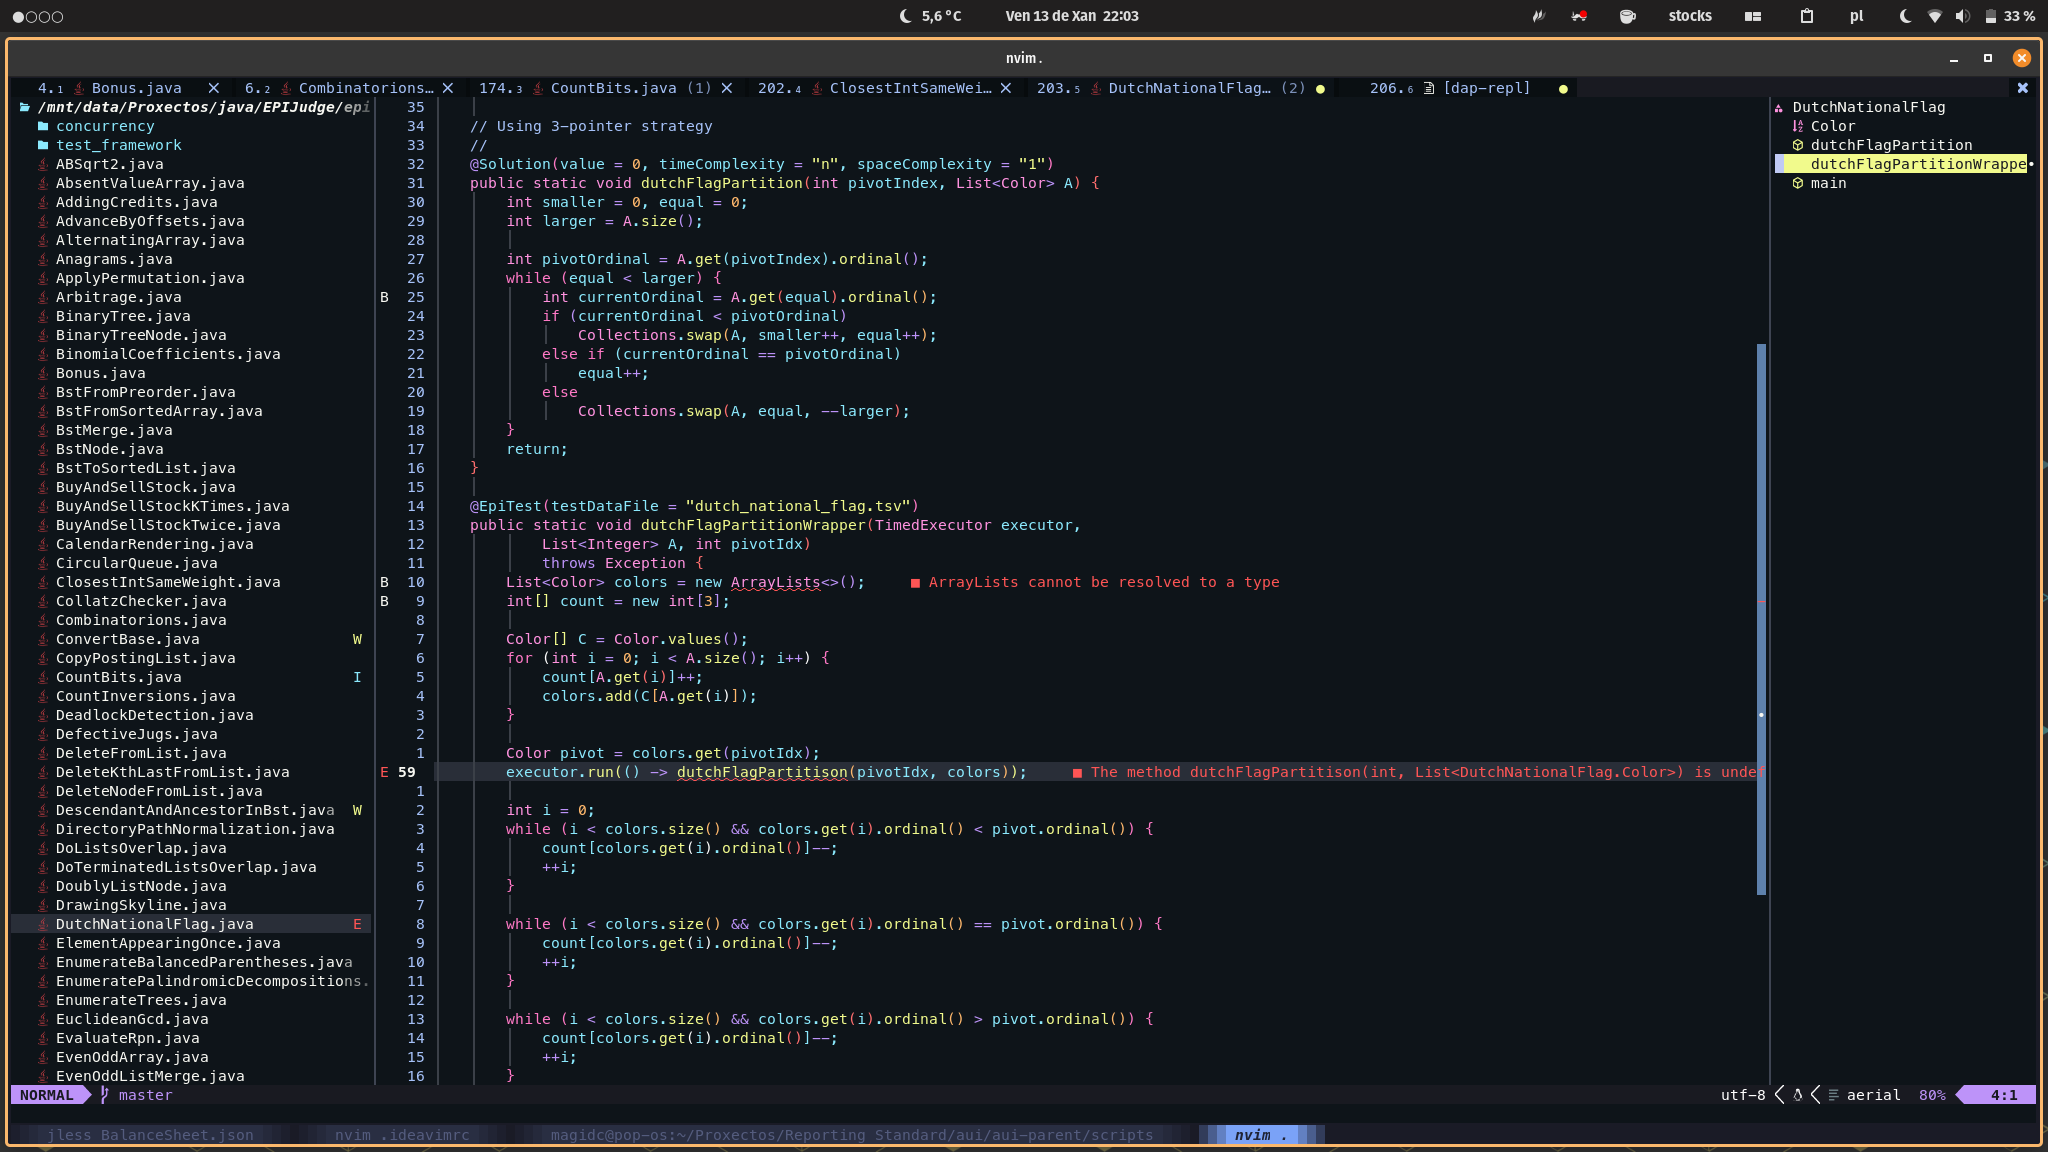 5,6 °C
Ven 13 de Xan 22:03
stocks
pl
33 %
nvim .
4.₁ Bonus.java
6.₂ Combinatorions…
174.₃ CountBits.java (1)
202.₄ ClosestIntSameWei…
203.₅ DutchNationalFlag… (2)
206.₆ [dap-repl]
/mnt/data/Proxectos/java/EPIJudge/epi
concurrency
test_framework
ABSqrt2.java
AbsentValueArray.java
AddingCredits.java
AdvanceByOffsets.java
AlternatingArray.java
Anagrams.java
ApplyPermutation.java
Arbitrage.java
BinaryTree.java
BinaryTreeNode.java
BinomialCoefficients.java
Bonus.java
BstFromPreorder.java
BstFromSortedArray.java
BstMerge.java
BstNode.java
BstToSortedList.java
BuyAndSellStock.java
BuyAndSellStockKTimes.java
BuyAndSellStockTwice.java
CalendarRendering.java
CircularQueue.java
ClosestIntSameWeight.java
CollatzChecker.java
Combinatorions.java
ConvertBase.java W
CopyPostingList.java
CountBits.java I
CountInversions.java
DeadlockDetection.java
DefectiveJugs.java
DeleteFromList.java
DeleteKthLastFromList.java
DeleteNodeFromList.java
DescendantAndAncestorInBst.java W
DirectoryPathNormalization.java
DoListsOverlap.java
DoTerminatedListsOverlap.java
DoublyListNode.java
DrawingSkyline.java
DutchNationalFlag.java E
ElementAppearingOnce.java
EnumerateBalancedParentheses.java
EnumeratePalindromicDecompositions.
EnumerateTrees.java
EuclideanGcd.java
EvaluateRpn.java
EvenOddArray.java
EvenOddListMerge.java
35
34 // Using 3-pointer strategy
33 //
32 @Solution(value = 0, timeComplexity = "n", spaceComplexity = "1")
31 public static void dutchFlagPartition(int pivotIndex, List<Color> A) {
30 int smaller = 0, equal = 0;
29 int larger = A.size();
28
27 int pivotOrdinal = A.get(pivotIndex).ordinal();
26 while (equal < larger) {
B 25 int currentOrdinal = A.get(equal).ordinal();
24 if (currentOrdinal < pivotOrdinal)
23 Collections.swap(A, smaller++, equal++);
22 else if (currentOrdinal == pivotOrdinal)
21 equal++;
20 else
19 Collections.swap(A, equal, --larger);
18 }
17 return;
16 }
15
14 @EpiTest(testDataFile = "dutch_national_flag.tsv")
13 public static void dutchFlagPartitionWrapper(TimedExecutor executor,
12 List<Integer> A, int pivotIdx)
11 throws Exception {
B 10 List<Color> colors = new ArrayLists<>(); ■ ArrayLists cannot be resolved to a type
B 9 int[] count = new int[3];
8
7 Color[] C = Color.values();
6 for (int i = 0; i < A.size(); i++) {
5 count[A.get(i)]++;
4 colors.add(C[A.get(i)]);
3 }
2
1 Color pivot = colors.get(pivotIdx);
E 59 executor.run(() -> dutchFlagPartitison(pivotIdx, colors)); ■ The method dutchFlagPartitison(int, List<DutchNationalFlag.Color>) is undef
1
2 int i = 0;
3 while (i < colors.size() && colors.get(i).ordinal() < pivot.ordinal()) {
4 count[colors.get(i).ordinal()]--;
5 ++i;
6 }
7
8 while (i < colors.size() && colors.get(i).ordinal() == pivot.ordinal()) {
9 count[colors.get(i).ordinal()]--;
10 ++i;
11 }
12
13 while (i < colors.size() && colors.get(i).ordinal() > pivot.ordinal()) {
14 count[colors.get(i).ordinal()]--;
15 ++i;
16 }
DutchNationalFlag
Color
dutchFlagPartition
dutchFlagPartitionWrappe
main
NORMAL master
utf-8 aerial 80% 4:1
jless BalanceSheet.json
nvim .ideavimrc
magidc@pop-os:~/Proxectos/Reporting Standard/aui/aui-parent/scripts
nvim .